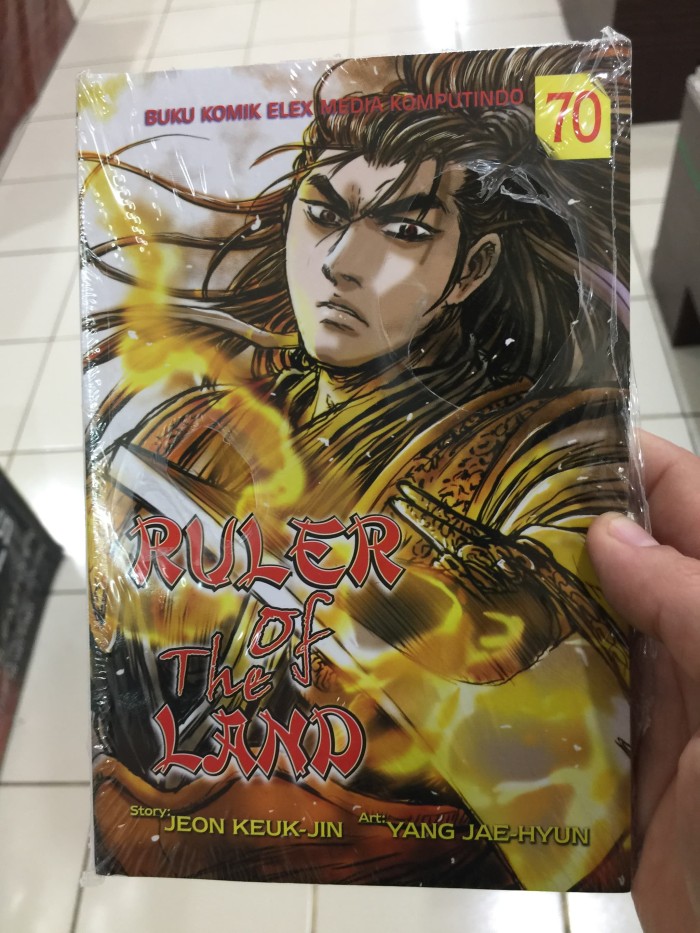 BUKU KOMIK ELEX MEDIA KOMPUTINDO
70
RULER
of
The
LAND
Story: JEON KEUK-JIN Art: YANG JAE-HYUN